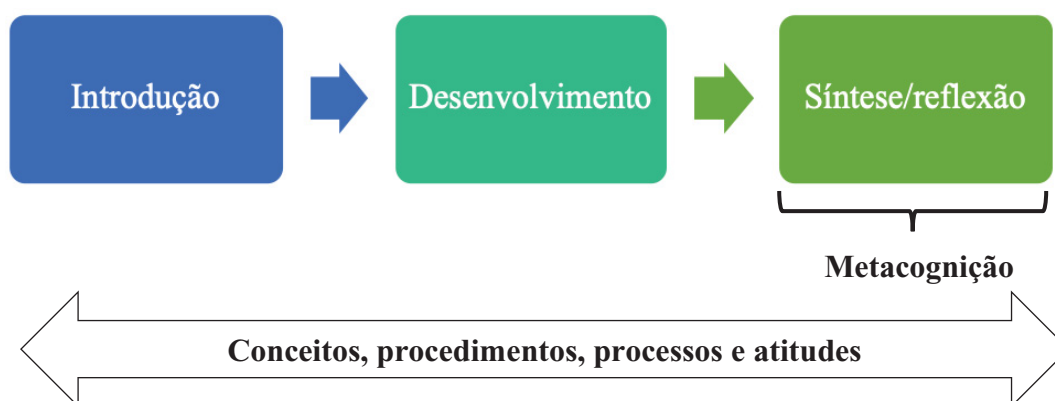 Introdução
Desenvolvimento
Síntese/reflexão
Metacognição
Conceitos, procedimentos, processos e atitudes